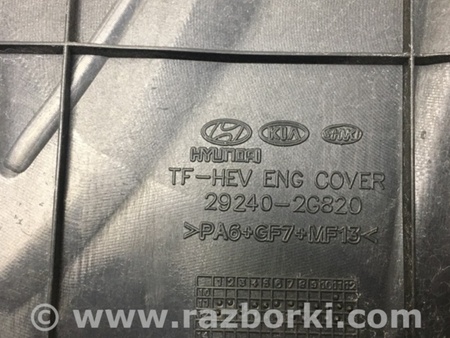 HYUNDAI KIA
TF-HEV ENG COVER
29240-2G820
>PA6+GF7+MF13<
1 2 3 4 5 6 7 8 9 10 11 12
www.razborki.com